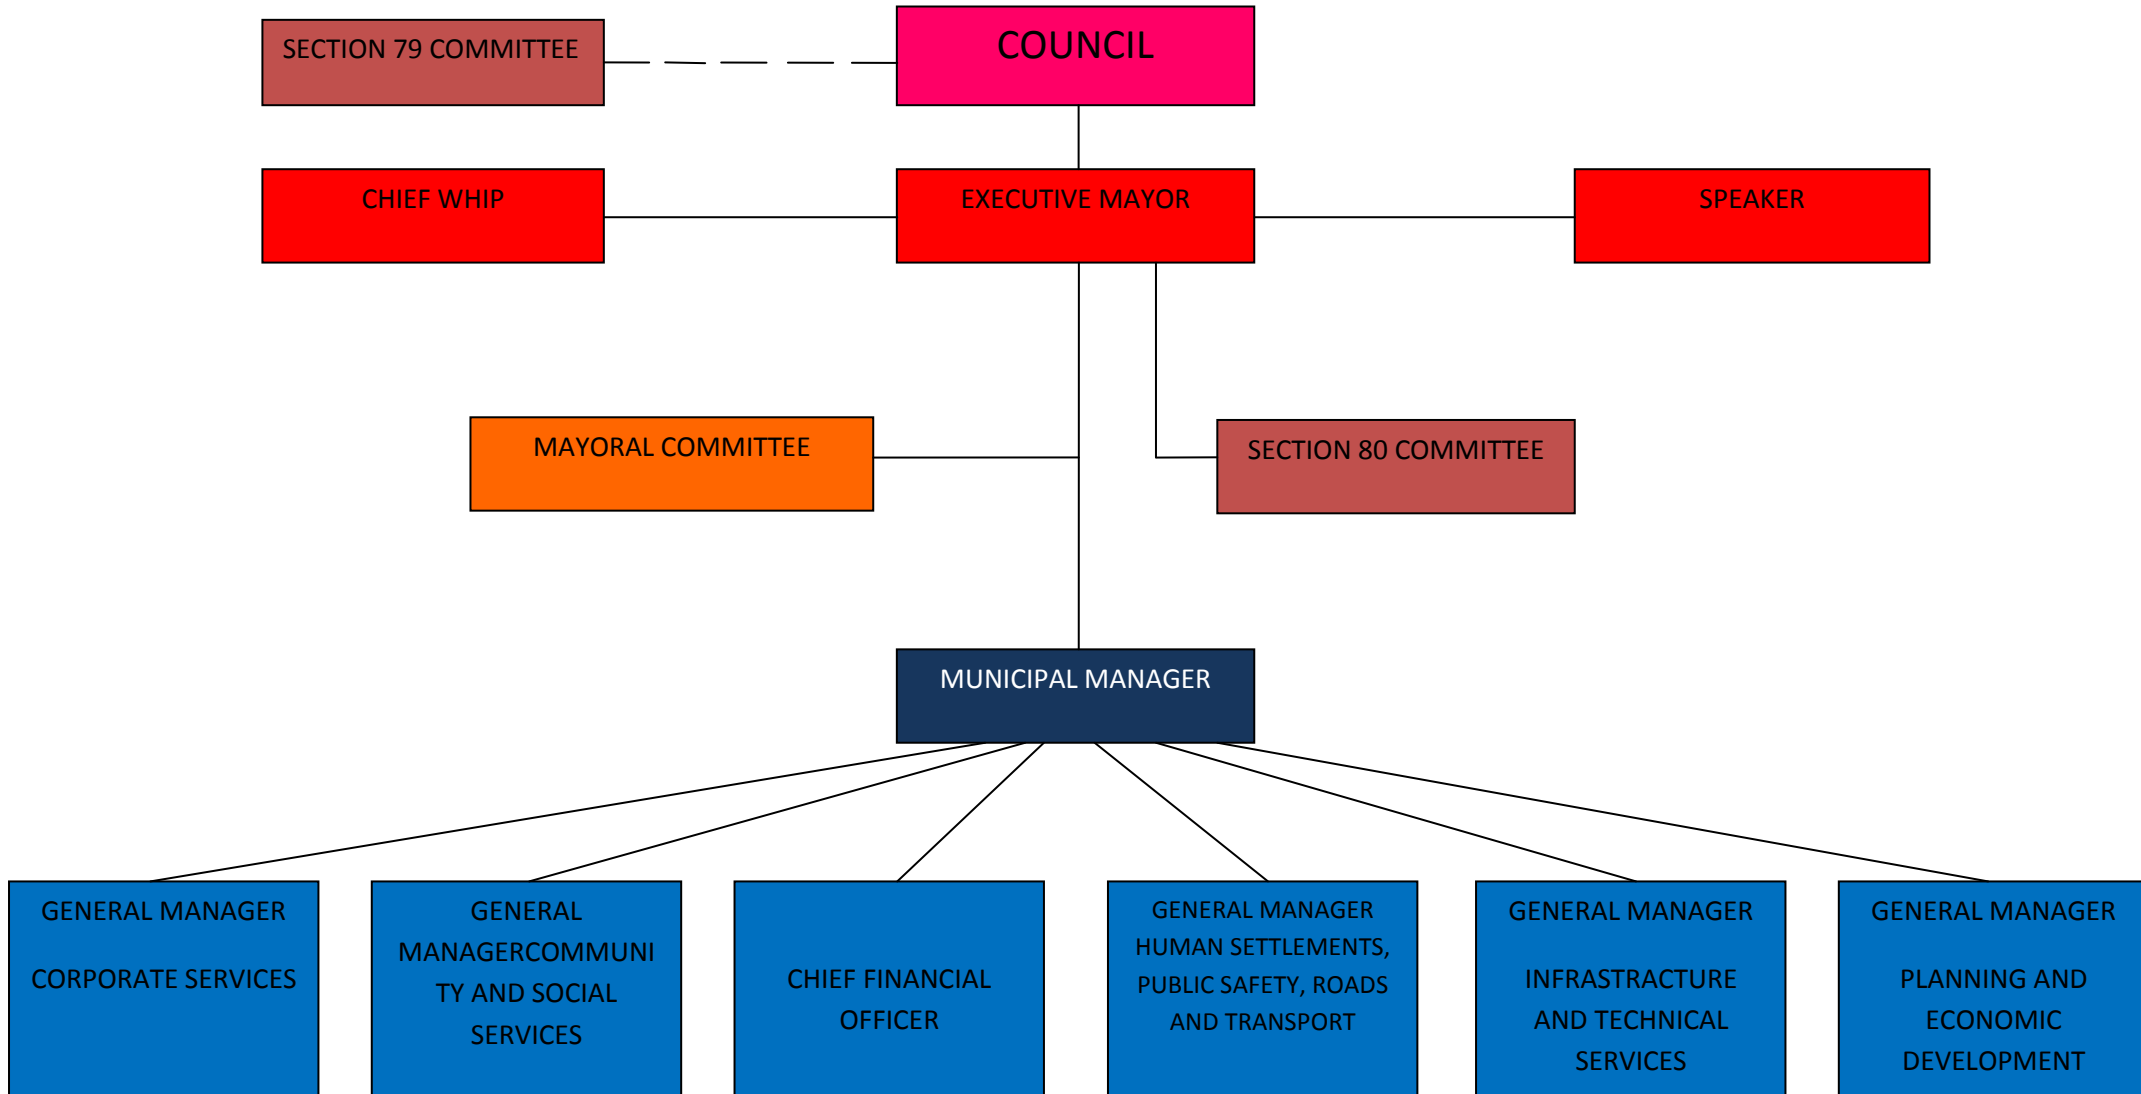 SECTION 79 COMMITTEE
COUNCIL
CHIEF WHIP
EXECUTIVE MAYOR
SPEAKER
MAYORAL COMMITTEE
SECTION 80 COMMITTEE
MUNICIPAL MANAGER
GENERAL MANAGER
CORPORATE SERVICES
GENERAL
MANAGERCOMMUNI
TY AND SOCIAL
SERVICES
CHIEF FINANCIAL
OFFICER
GENERAL MANAGER
HUMAN SETTLEMENTS,
PUBLIC SAFETY, ROADS
AND TRANSPORT
GENERAL MANAGER
INFRASTRACTURE
AND TECHNICAL
SERVICES
GENERAL MANAGER
PLANNING AND
ECONOMIC
DEVELOPMENT